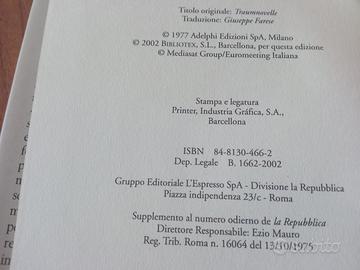 Titolo originale: Traumnovelle
Traduzione: Giuseppe Farese
© 1977 Adelphi Edizioni SpA, Milano
© 2002 BIBLIOTEX, S.L., Barcelona, per questa edizione
© Mediasat Group/Euromeeting Italiana
Stampa e legatura
Printer, Industria Gráfica, S.A.,
Barcellona
ISBN 84-8130-466-2
Dep. Legale B. 1662-2002
Gruppo Editoriale L'Espresso SpA - Divisione la Repubblica
Piazza indipendenza 23/c - Roma
Supplemento al numero odierno de la Repubblica
Direttore Responsabile: Ezio Mauro
Reg. Trib. Roma n. 16064 del 13/10/1975